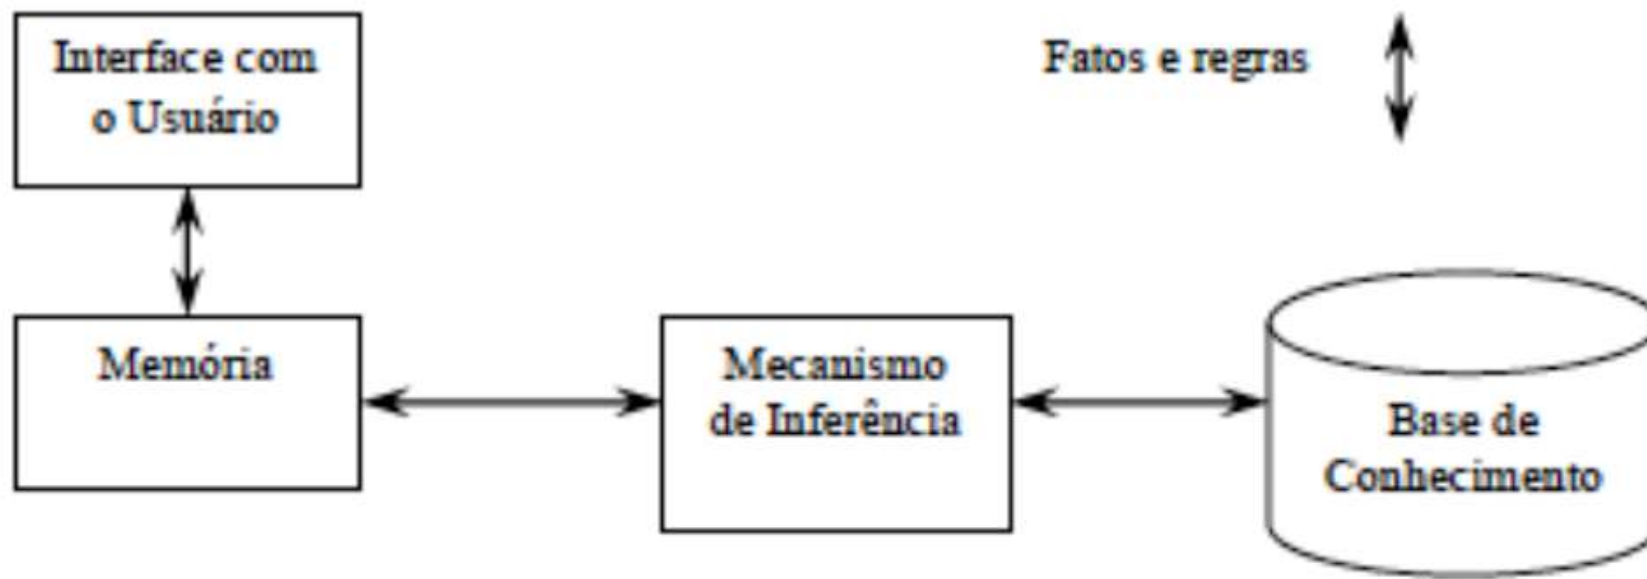 Interface com
o Usuário
Fatos e regras
Memória
Mecanismo
de Inferência
Base de
Conhecimento